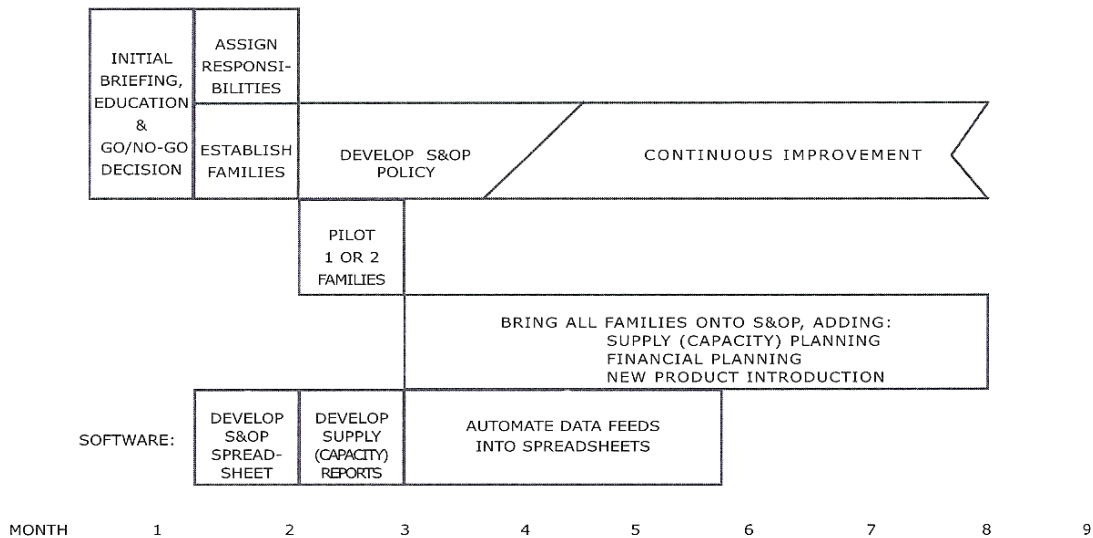 INITIAL
BRIEFING,
EDUCATION
&
GO/NO-GO
DECISION
ASSIGN
RESPONSI-
BILITIES
ESTABLISH
FAMILIES
DEVELOP S&OP
POLICY
CONTINUOUS IMPROVEMENT
PILOT
1 OR 2
FAMILIES
BRING ALL FAMILIES ONTO S&OP, ADDING:
SUPPLY (CAPACITY) PLANNING
FINANCIAL PLANNING
NEW PRODUCT INTRODUCTION
SOFTWARE:
DEVELOP
S&OP
SPREAD-
SHEET
DEVELOP
SUPPLY
(CAPACITY)
REPORTS
AUTOMATE DATA FEEDS
INTO SPREADSHEETS
MONTH 1 2 3 4 5 6 7 8 9